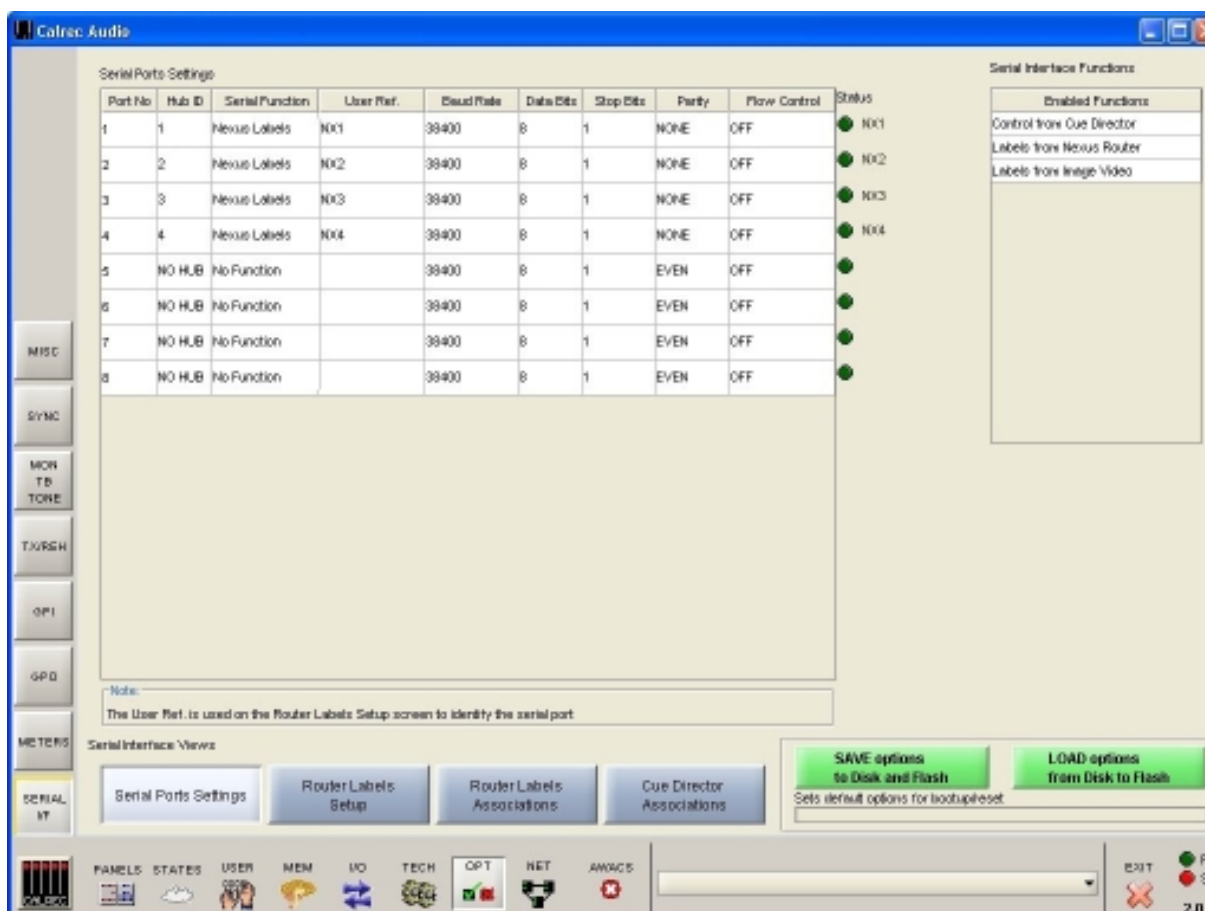 Calrec Audio
Serial Ports Settings
Serial Interface Functions
Port No Hub ID Serial Function User Ref. Baud Rate Data Bits Stop Bits Parity Flow Control Status
1 1 Nexus Labels NX1 38400 8 1 NONE OFF NX1
2 2 Nexus Labels NX2 38400 8 1 NONE OFF NX2
3 3 Nexus Labels NX3 38400 8 1 NONE OFF NX3
4 4 Nexus Labels NX4 38400 8 1 NONE OFF NX4
5 NO HUB No Function 38400 8 1 EVEN OFF
6 NO HUB No Function 38400 8 1 EVEN OFF
7 NO HUB No Function 38400 8 1 EVEN OFF
8 NO HUB No Function 38400 8 1 EVEN OFF
Enabled Functions
Control from Cue Director
Labels from Nexus Router
Labels from Image Video
MISC
SYNC
MON
TB
TONE
TX/REH
GPI
GPO
METERS
SERIAL
I/F
Note:
The User Ref. is used on the Router Labels Setup screen to identify the serial port
Serial Interface Views
Serial Ports Settings
Router Labels
Setup
Router Labels
Associations
Cue Director
Associations
SAVE options
to Disk and Flash
LOAD options
from Disk to Flash
Sets default options for bootup/reset
CALREC
PANELS STATES USER MEM I/O TECH OPT NET AWACS
EXIT
2.0